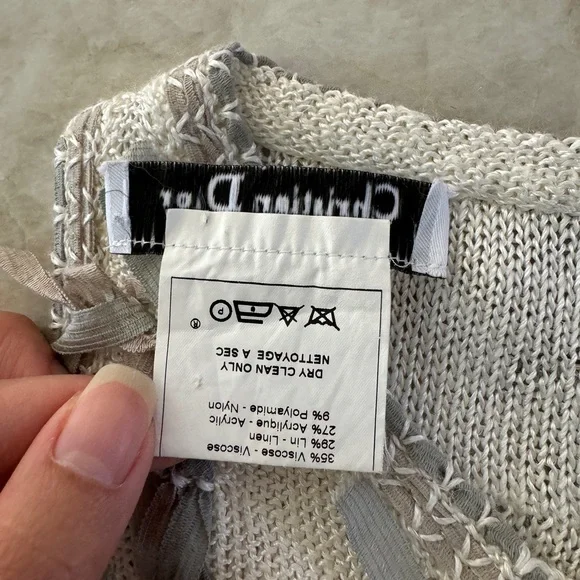 Christian Dior
35% Viscose - Viscose
29% Lin - Linen
27% Acrylique - Acrylic
9% Polyamide - Nylon
NETTOYAGE A SEC
DRY CLEAN ONLY
P